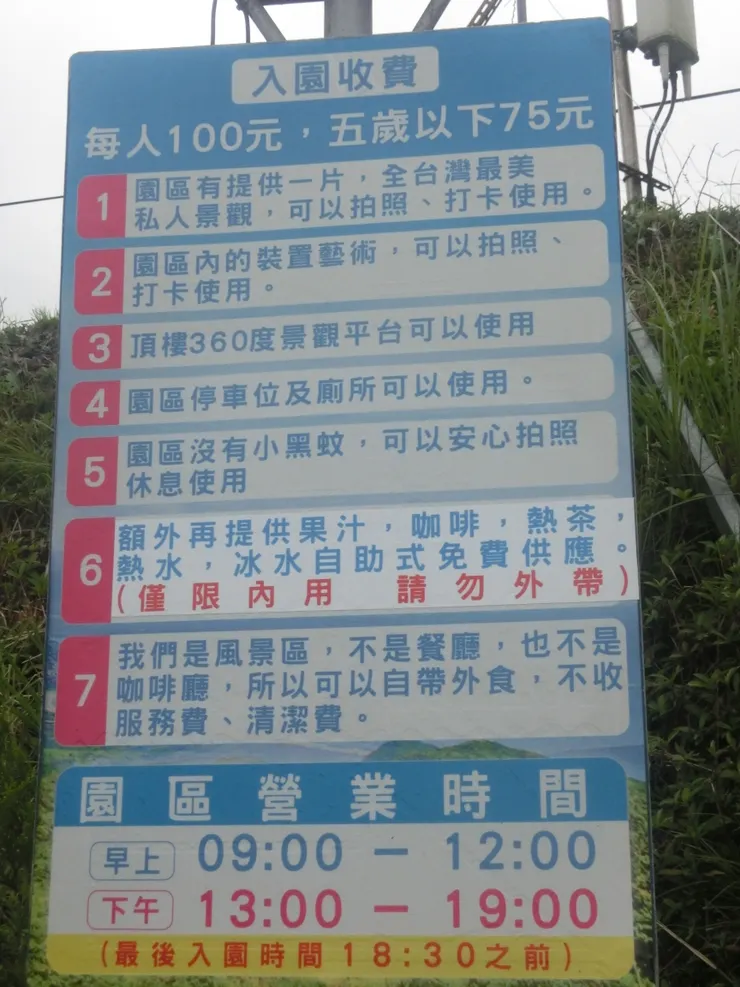 入園收費
每人100元，五歲以下75元
1 園區有提供一片，全台灣最美
私人景觀，可以拍照、打卡使用。
2 園區內的裝置藝術，可以拍照、
打卡使用。
3 頂樓360度景觀平台可以使用
4 園區停車位及廁所可以使用。
5 園區沒有小黑蚊，可以安心拍照
休息使用
6 額外再提供果汁，咖啡，熱茶，
熱水，冰水自助式免費供應。
(僅限內用 請勿外帶)
7 我們是風景區，不是餐廳，也不是
咖啡廳，所以可以自帶外食，不收
服務費、清潔費。
園區營業時間
早上 09:00 － 12:00
下午 13:00 － 19:00
(最後入園時間18:30之前)